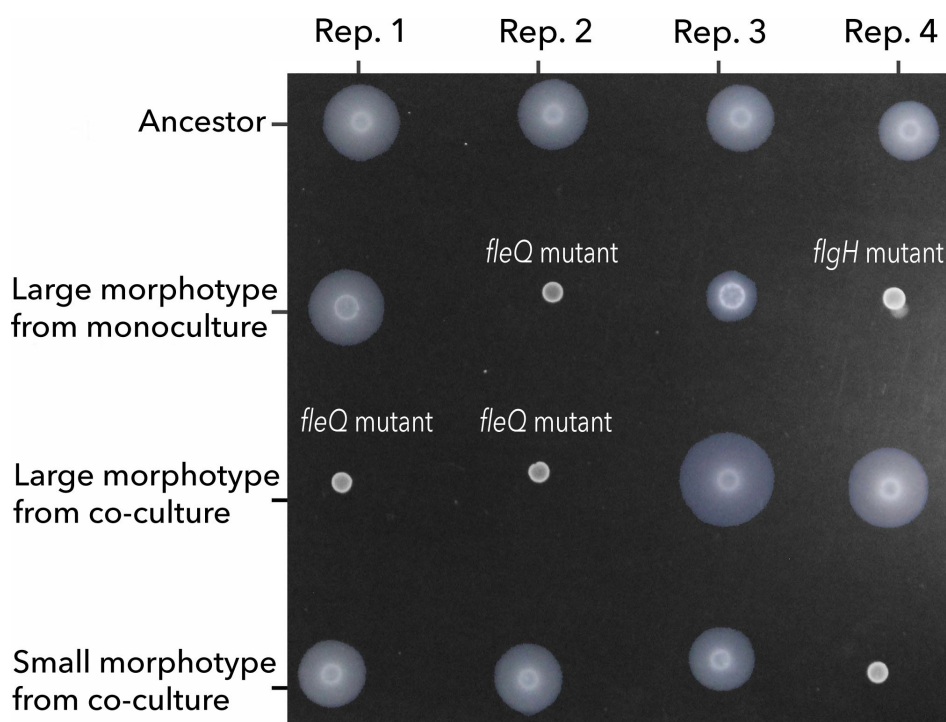 Rep. 1 Rep. 2 Rep. 3 Rep. 4
Ancestor
fleQ mutant flgH mutant
Large morphotype
from monoculture
fleQ mutant fleQ mutant
Large morphotype
from co-culture
Small morphotype
from co-culture